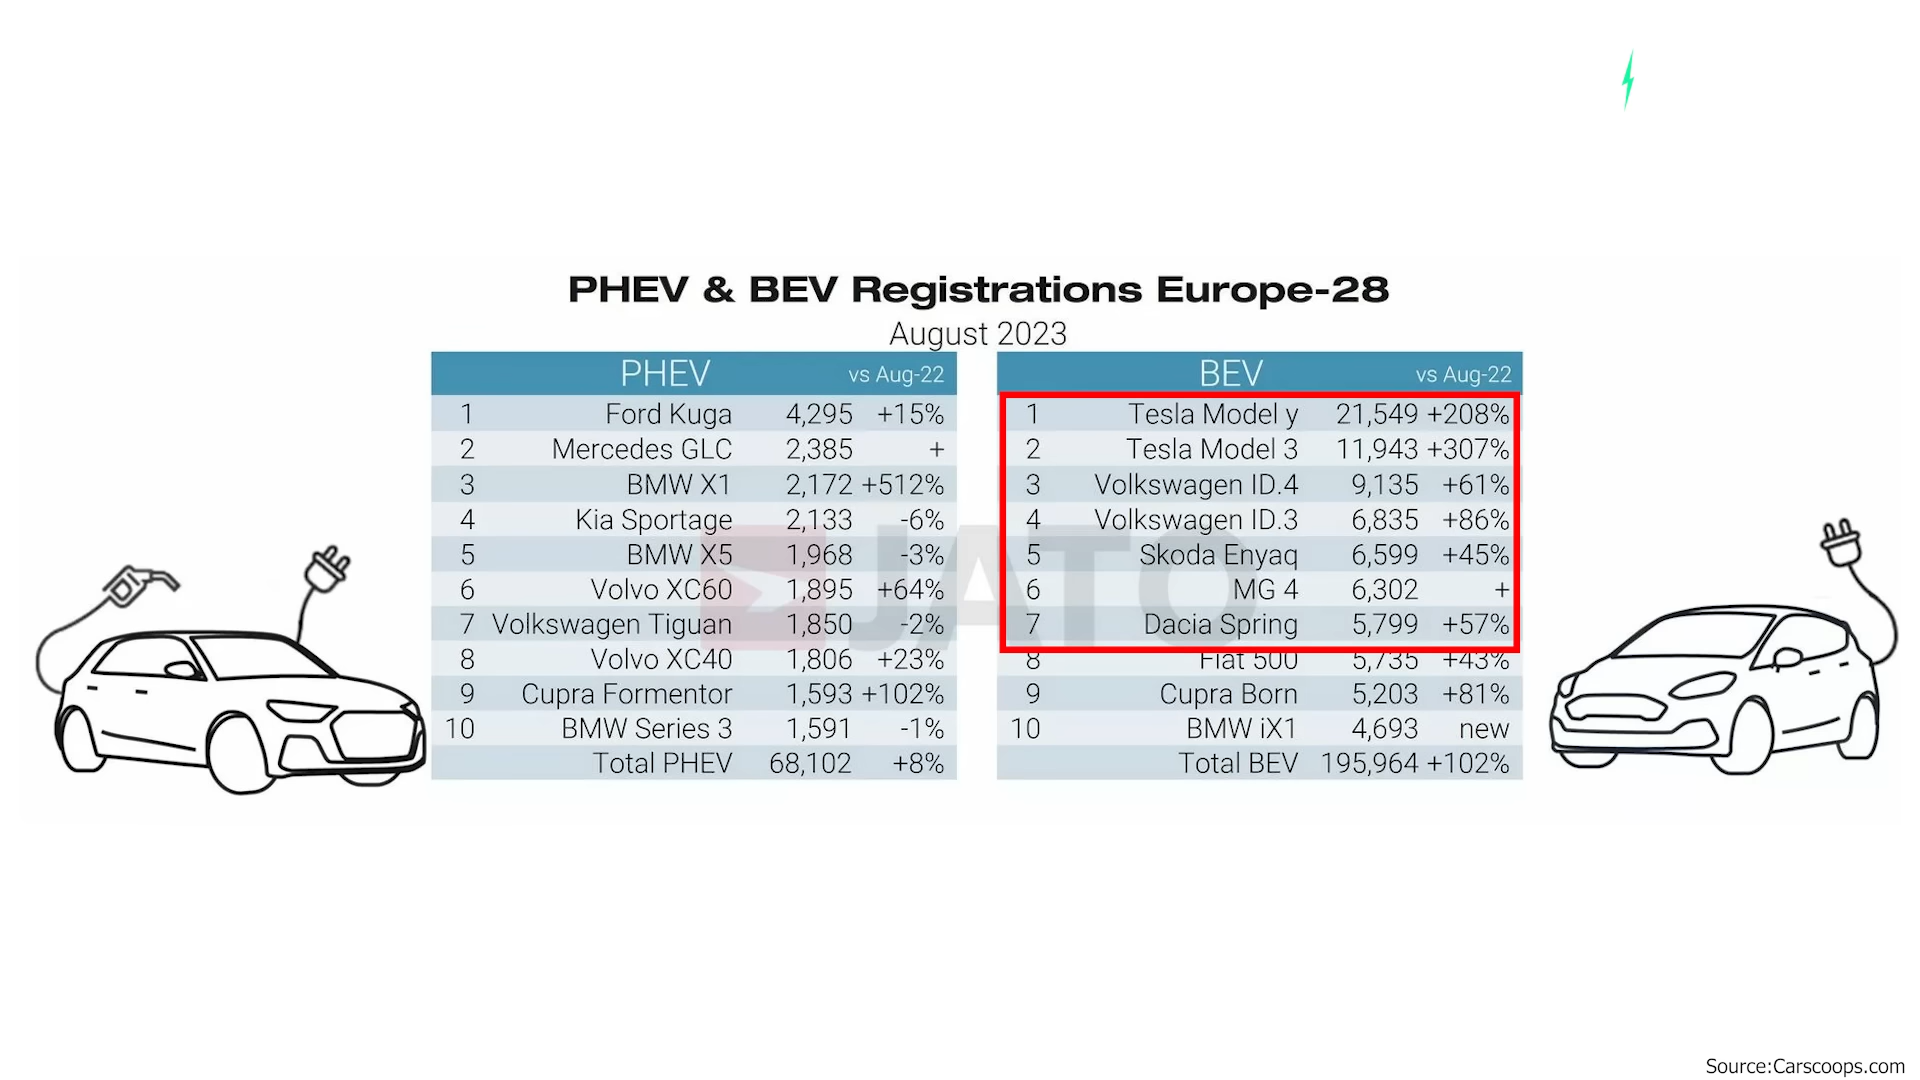 PHEV & BEV Registrations Europe-28
August 2023
PHEV vs Aug-22
1 Ford Kuga 4,295 +15%
2 Mercedes GLC 2,385 +
3 BMW X1 2,172 +512%
4 Kia Sportage 2,133 -6%
5 BMW X5 1,968 -3%
6 Volvo XC60 1,895 +64%
7 Volkswagen Tiguan 1,850 -2%
8 Volvo XC40 1,806 +23%
9 Cupra Formentor 1,593 +102%
10 BMW Series 3 1,591 -1%
Total PHEV 68,102 +8%
BEV vs Aug-22
1 Tesla Model y 21,549 +208%
2 Tesla Model 3 11,943 +307%
3 Volkswagen ID.4 9,135 +61%
4 Volkswagen ID.3 6,835 +86%
5 Skoda Enyaq 6,599 +45%
6 MG 4 6,302 +
7 Dacia Spring 5,799 +57%
8 Fiat 500 5,735 +43%
9 Cupra Born 5,203 +81%
10 BMW iX1 4,693 new
Total BEV 195,964 +102%
JATO
Source:Carscoops.com